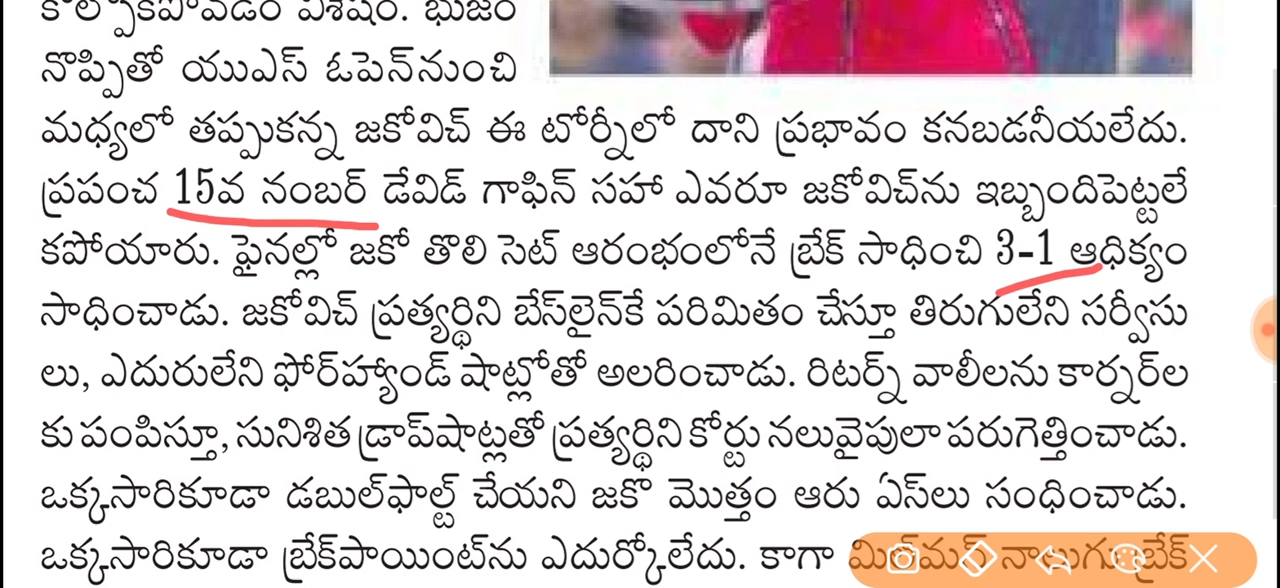 నొప్పితో యుఎస్ ఓపెన్‌నుంచి
మధ్యలో తప్పుకన్న జకోవిచ్ ఈ టోర్నీలో దాని ప్రభావం కనబడనీయలేదు.
ప్రపంచ 15వ నంబర్ డేవిడ్ గాఫిన్ సహా ఎవరూ జకోవిచ్‌ను ఇబ్బందిపెట్టలే
కపోయారు. ఫైనల్లో జకో తొలి సెట్ ఆరంభంలోనే బ్రేక్ సాధించి 3-1 ఆధిక్యం
సాధించాడు. జకోవిచ్ ప్రత్యర్థిని బేస్‌లైన్‌కే పరిమితం చేస్తూ తిరుగులేని సర్వీసు
లు, ఎదురులేని ఫోర్‌హ్యాండ్ షాట్లోతో అలరించాడు. రిటర్న్ వాలీలను కార్నర్‌ల
కు పంపిస్తూ, సునిశిత డ్రాప్‌షాట్లతో ప్రత్యర్థిని కోర్టు నలువైపులా పరుగెత్తించాడు.
ఒక్కసారికూడా డబుల్‌ఫాల్ట్ చేయని జకొ మొత్తం ఆరు ఏస్‌లు సంధించాడు.
ఒక్కసారికూడా బ్రేక్‌పాయింట్‌ను ఎదుర్కోలేదు. కాగా బ్రేక్